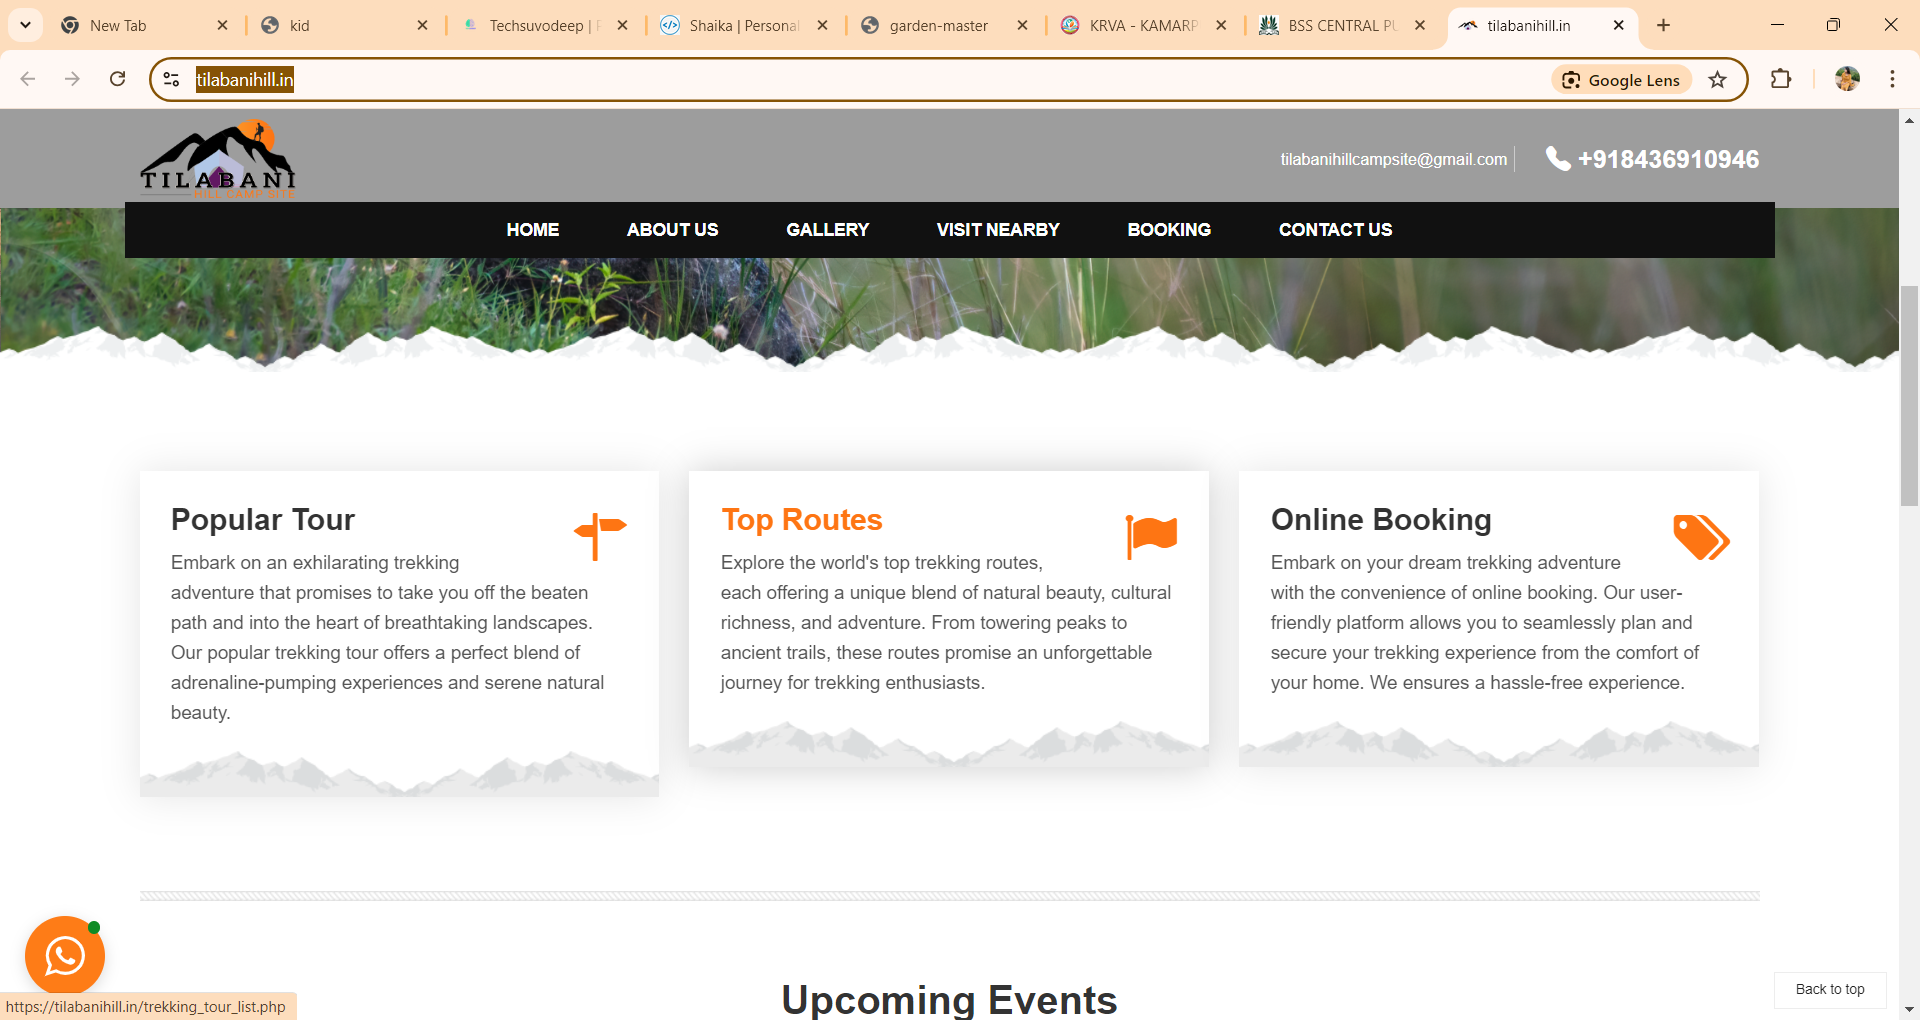 New Tab
kid
Techsuvodeep |
Shaika | Personal
garden-master
KRVA - KAMARP
BSS CENTRAL PU
tilabanihill.in
tilabanihill.in
Google Lens
TILABANI
HILL CAMP SITE
tilabanihillcampsite@gmail.com
+918436910946
HOME
ABOUT US
GALLERY
VISIT NEARBY
BOOKING
CONTACT US
Popular Tour
Embark on an exhilarating trekking
adventure that promises to take you off the beaten
path and into the heart of breathtaking landscapes.
Our popular trekking tour offers a perfect blend of
adrenaline-pumping experiences and serene natural
beauty.
Top Routes
Explore the world's top trekking routes,
each offering a unique blend of natural beauty, cultural
richness, and adventure. From towering peaks to
ancient trails, these routes promise an unforgettable
journey for trekking enthusiasts.
Online Booking
Embark on your dream trekking adventure
with the convenience of online booking. Our user-
friendly platform allows you to seamlessly plan and
secure your trekking experience from the comfort of
your home. We ensures a hassle-free experience.
Upcoming Events
Back to top
https://tilabanihill.in/trekking_tour_list.php